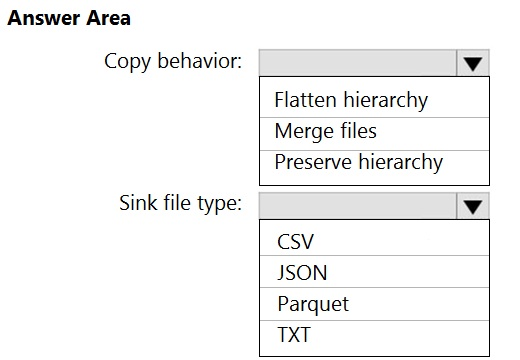 Answer Area
Copy behavior:
Flatten hierarchy
Merge files
Preserve hierarchy
Sink file type:
CSV
JSON
Parquet
TXT